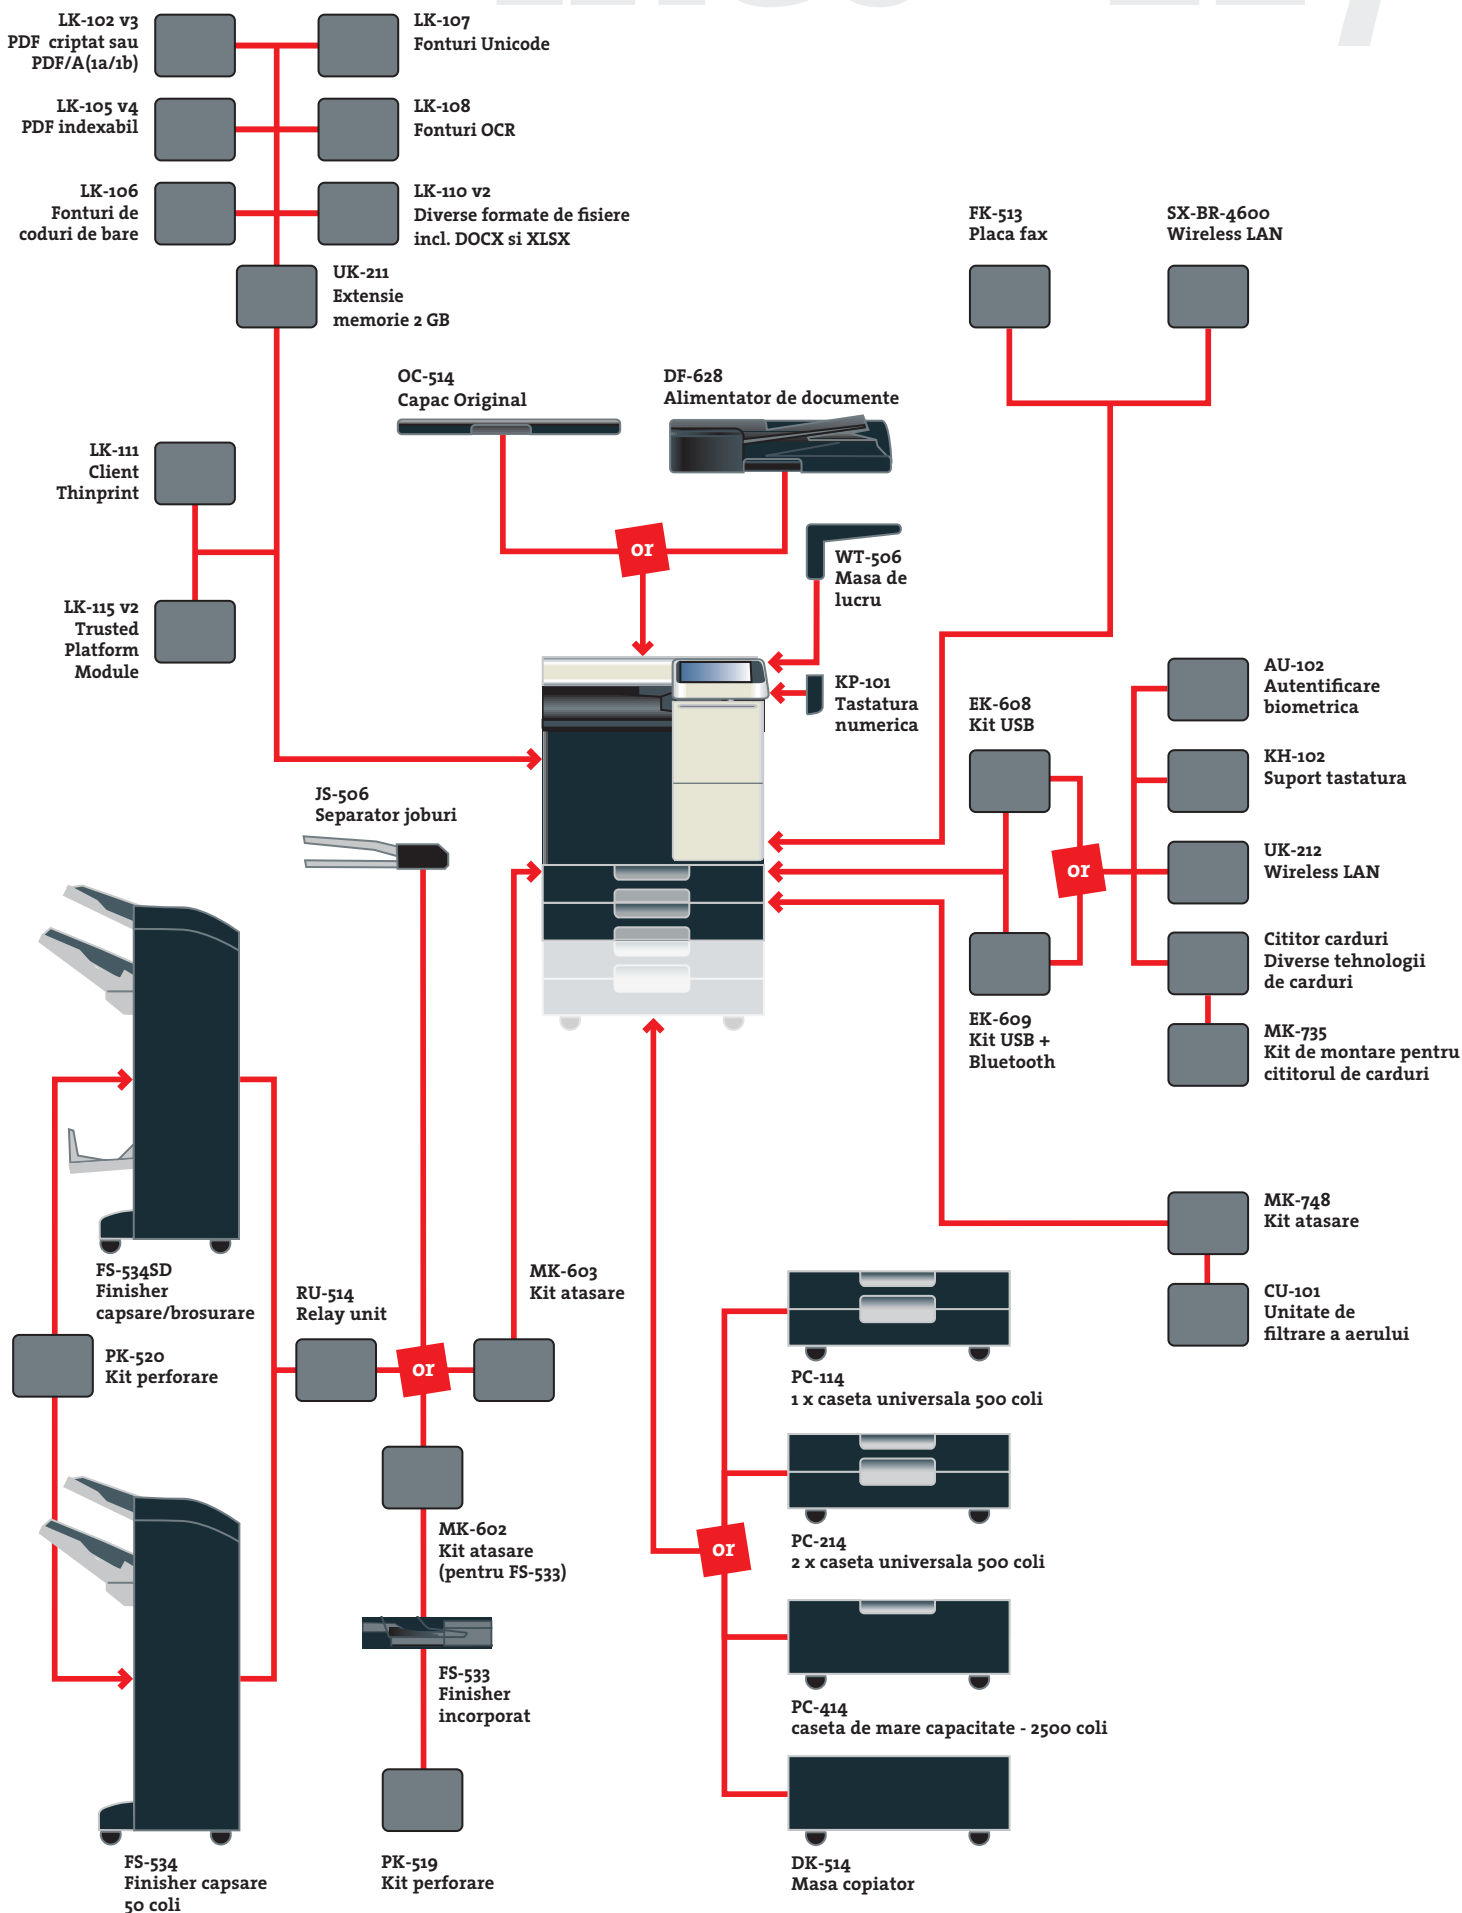 LK-102 v3
PDF criptat sau
PDF/A(1a/1b)
LK-107
Fonturi Unicode
LK-105 v4
PDF indexabil
LK-108
Fonturi OCR
LK-106
Fonturi de
coduri de bare
LK-110 v2
Diverse formate de fisiere
incl. DOCX si XLSX
UK-211
Extensie
memorie 2 GB
FK-513
Placa fax
SX-BR-4600
Wireless LAN
OC-514
Capac Original
DF-628
Alimentator de documente
LK-111
Client
Thinprint
or
WT-506
Masa de
lucru
LK-115 v2
Trusted
Platform
Module
KP-101
Tastatura
numerica
EK-608
Kit USB
AU-102
Autentificare
biometrica
KH-102
Suport tastatura
JS-506
Separator joburi
or
UK-212
Wireless LAN
Cititor carduri
Diverse tehnologii
de carduri
EK-609
Kit USB +
Bluetooth
MK-735
Kit de montare pentru
cititorul de carduri
MK-748
Kit atasare
FS-534SD
Finisher
capsare/brosurare
RU-514
Relay unit
MK-603
Kit atasare
CU-101
Unitate de
filtrare a aerului
PK-520
Kit perforare
or
PC-114
1 x caseta universala 500 coli
MK-602
Kit atasare
(pentru FS-533)
or
PC-214
2 x caseta universala 500 coli
FS-533
Finisher
incorporat
PC-414
caseta de mare capacitate - 2500 coli
FS-534
Finisher capsare
50 coli
PK-519
Kit perforare
DK-514
Masa copiator